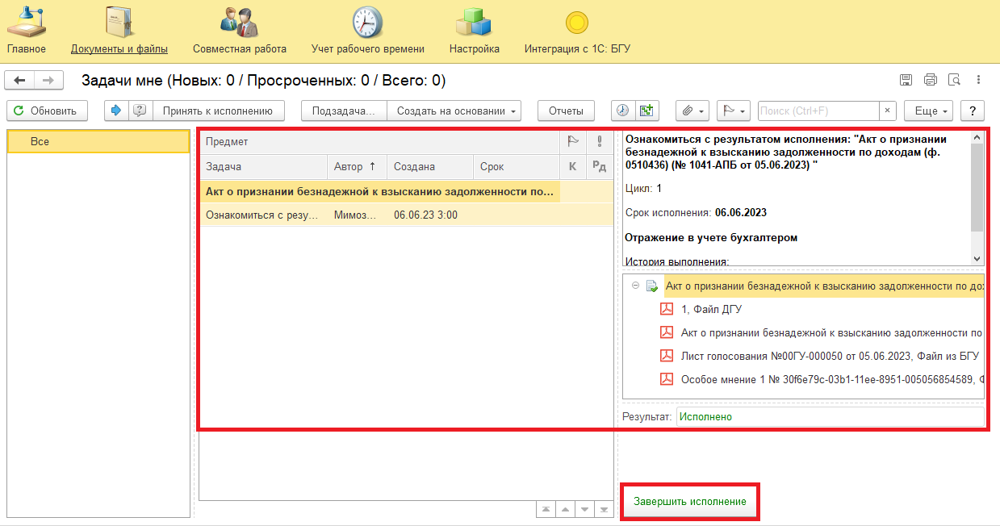 Главное
Документы и файлы
Совместная работа
Учет рабочего времени
Настройка
Интеграция с 1С: БГУ
Задачи мне (Новых: 0 / Просроченных: 0 / Всего: 0)
Обновить
Принять к исполнению
Подзадача...
Создать на основании
Отчеты
Поиск (Ctrl+F)
×
Еще
?
Все
Предмет
Задача
Автор ↑
Создана
Срок
К
Рд
Акт о признании безнадежной к взысканию задолженности по...
Ознакомиться с резу...
Мимоз...
06.06.23 3:00
Ознакомиться с результатом исполнения: "Акт о признании
безнадежной к взысканию задолженности по доходам (ф.
0510436) (№ 1041-АПБ от 05.06.2023) "
Цикл: 1
Срок исполнения: 06.06.2023
Отражение в учете бухгалтером
История выполнения:
Акт о признании безнадежной к взысканию задолженности по дох
1, Файл ДГУ
Акт о признании безнадежной к взысканию задолженности по
Лист голосования №00ГУ-000050 от 05.06.2023, Файл из БГУ
Особое мнение 1 № 30f6e79c-03b1-11ee-8951-005056854589, Ф
Результат: Исполнено
Завершить исполнение